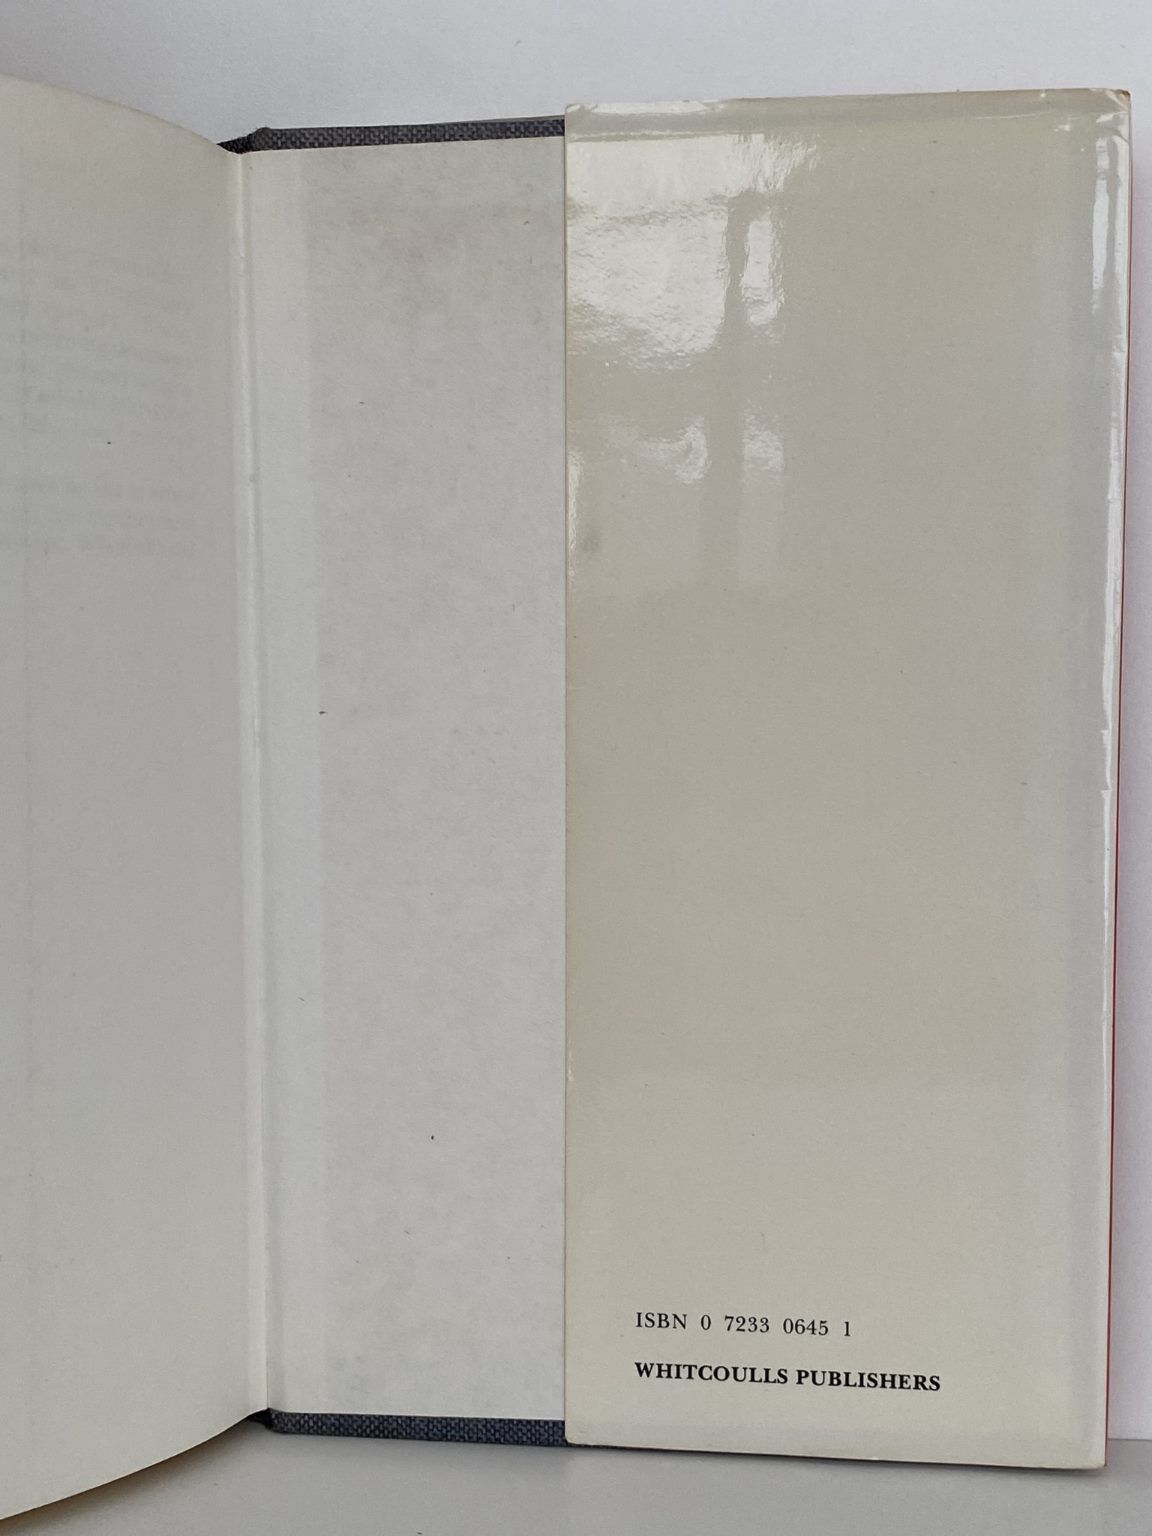 ISBN 0 7233 0645 1
WHITCOULLS PUBLISHERS